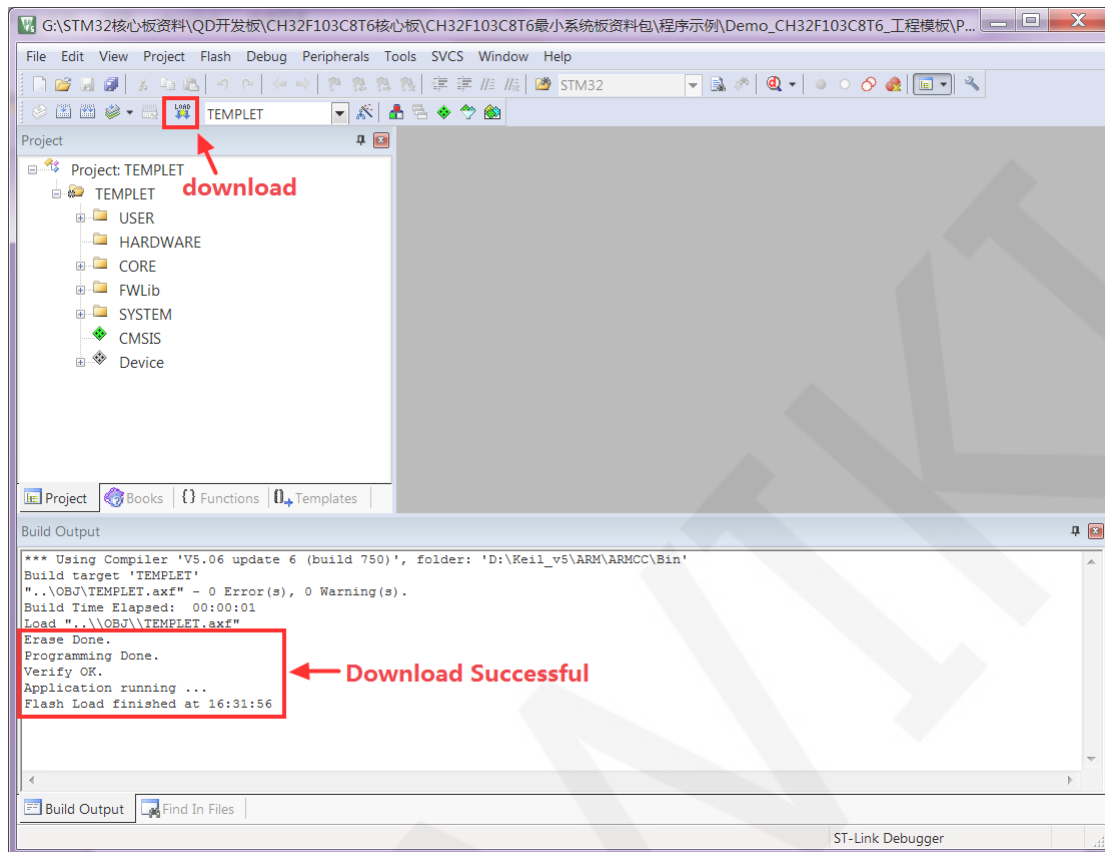 G:\STM32核心板资料\QD开发板\CH32F103C8T6核心板\CH32F103C8T6最小系统板资料包\程序示例\Demo_CH32F103C8T6_工程模板\P...
File Edit View Project Flash Debug Peripherals Tools SVCS Window Help
STM32
LOAD TEMPLET
Project
Project: TEMPLET
download
TEMPLET
USER
HARDWARE
CORE
FWLib
SYSTEM
CMSIS
Device
Project Books {} Functions Templates
Build Output
*** Using Compiler 'V5.06 update 6 (build 750)', folder: 'D:\Keil_v5\ARM\ARMCC\Bin'
Build target 'TEMPLET'
"..\OBJ\TEMPLET.axf" - 0 Error(s), 0 Warning(s).
Build Time Elapsed:  00:00:01
Load "..\\OBJ\\TEMPLET.axf"
Erase Done.
Programming Done.
Verify OK.
Download Successful
Application running ...
Flash Load finished at 16:31:56
Build Output Find In Files
ST-Link Debugger